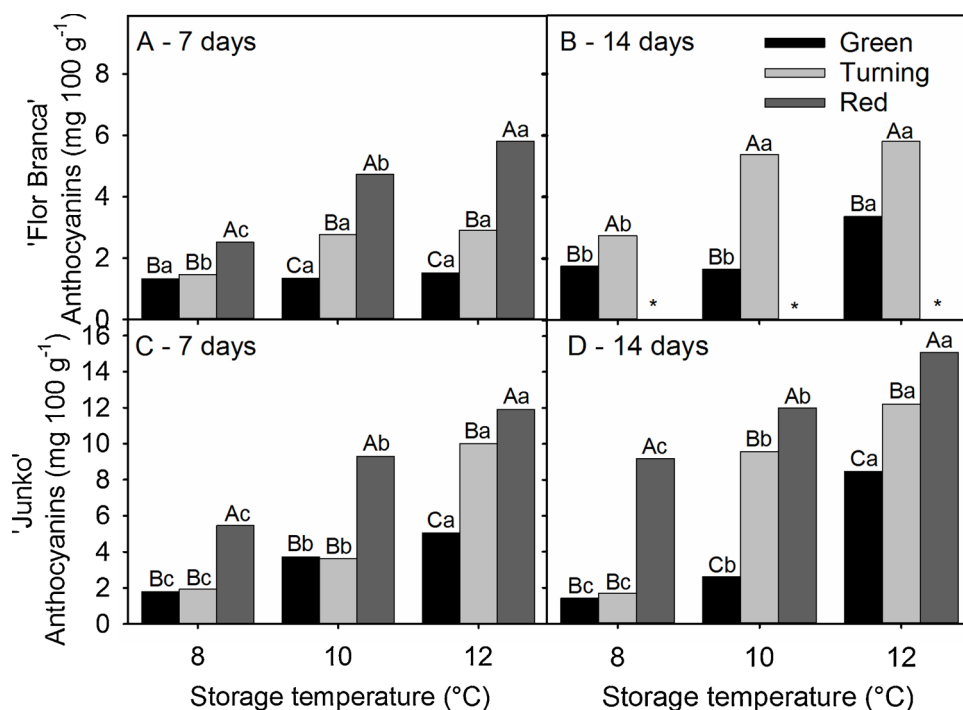 A - 7 days
B - 14 days
Green
Turning
Red
'Flor Branca'
Anthocyanins (mg 100 g⁻¹)
8
6
4
2
0
Ba Bb Ac Ca Ba Ab Ca Ba Aa
Bb Ab * Bb Aa * Ba Aa *
C - 7 days
D - 14 days
'Junko'
Anthocyanins (mg 100 g⁻¹)
16
14
12
10
8
6
4
2
0
Bc Bc Ac Bb Bb Ab Ca Ba Aa
Bc Bc Ac Cb Bb Ab Ca Ba Aa
8 10 12
8 10 12
Storage temperature (°C)
Storage temperature (°C)